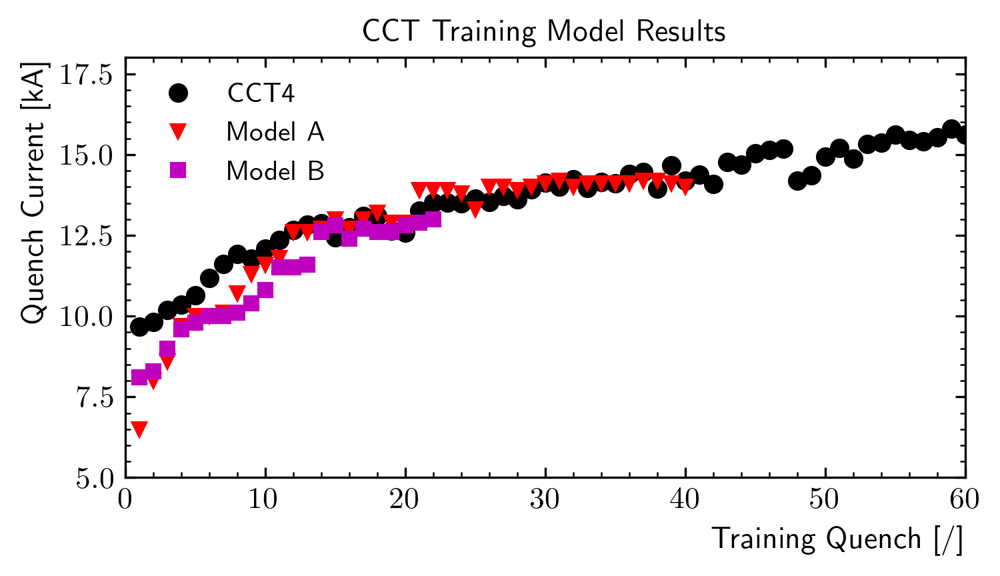 CCT Training Model Results
Quench Current [kA]
17.5
15.0
12.5
10.0
7.5
5.0
CCT4
Model A
Model B
0 10 20 30 40 50 60
Training Quench [/]